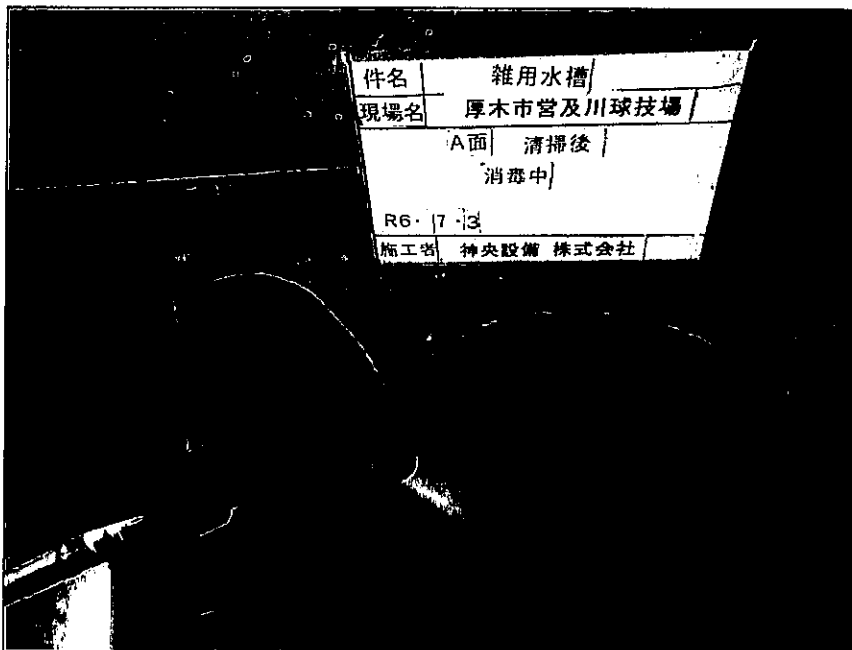 件名 雑用水槽
現場名 厚木市営及川球技場
A面 清掃後
消毒中
R6・7・3
施工者 神央設備 株式会社